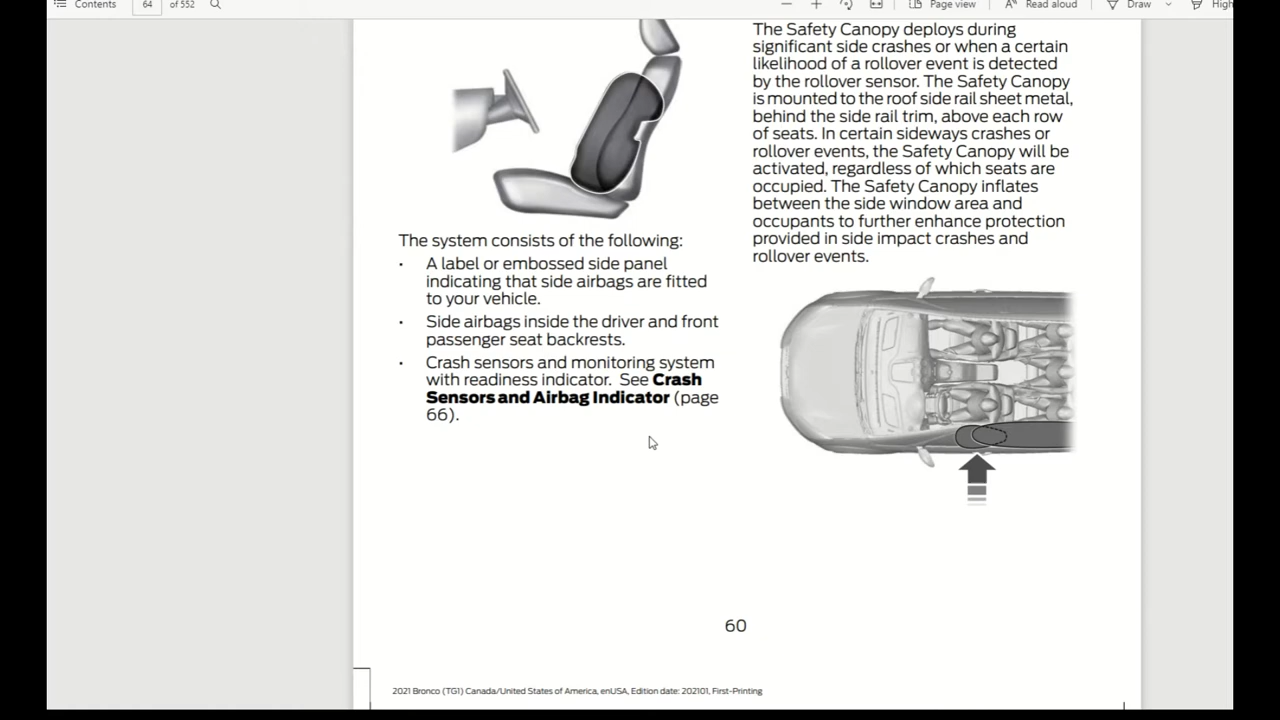 Contents
64
of 552
Page view
Read aloud
Draw
High
The system consists of the following:
· A label or embossed side panel
indicating that side airbags are fitted
to your vehicle.
· Side airbags inside the driver and front
passenger seat backrests.
· Crash sensors and monitoring system
with readiness indicator. See Crash
Sensors and Airbag Indicator (page
66).
The Safety Canopy deploys during
significant side crashes or when a certain
likelihood of a rollover event is detected
by the rollover sensor. The Safety Canopy
is mounted to the roof side rail sheet metal,
behind the side rail trim, above each row
of seats. In certain sideways crashes or
rollover events, the Safety Canopy will be
activated, regardless of which seats are
occupied. The Safety Canopy inflates
between the side window area and
occupants to further enhance protection
provided in side impact crashes and
rollover events.
60
2021 Bronco (TG1) Canada/United States of America, enUSA, Edition date: 202101, First-Printing